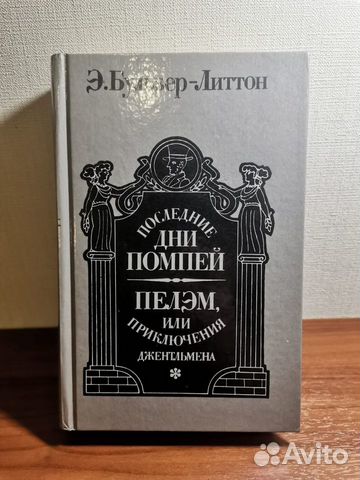 Э.Бульвер-Литтон
ПОСЛЕДНИЕ
ДНИ
ПОМПЕЙ
ПЕЛЭМ,
ИЛИ
ПРИКЛЮЧЕНИЯ
ДЖЕНТЛЬМЕНА
Avito